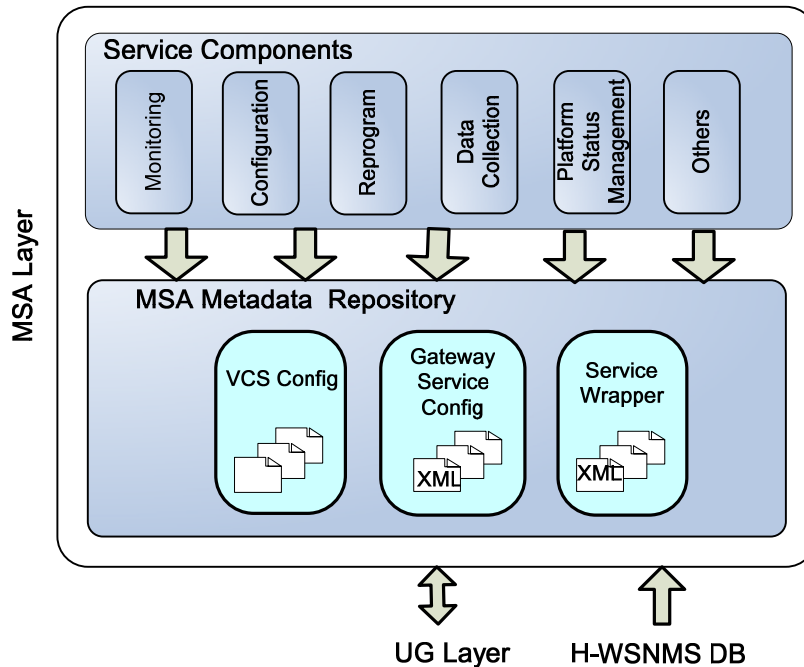 Service Components
Monitoring
Configuration
Reprogram
Data
Collection
Platform
Status
Management
Others
MSA Layer
MSA Metadata Repository
VCS Config
Gateway
Service
Config
XML
Service
Wrapper
XML
UG Layer
H-WSNMS DB